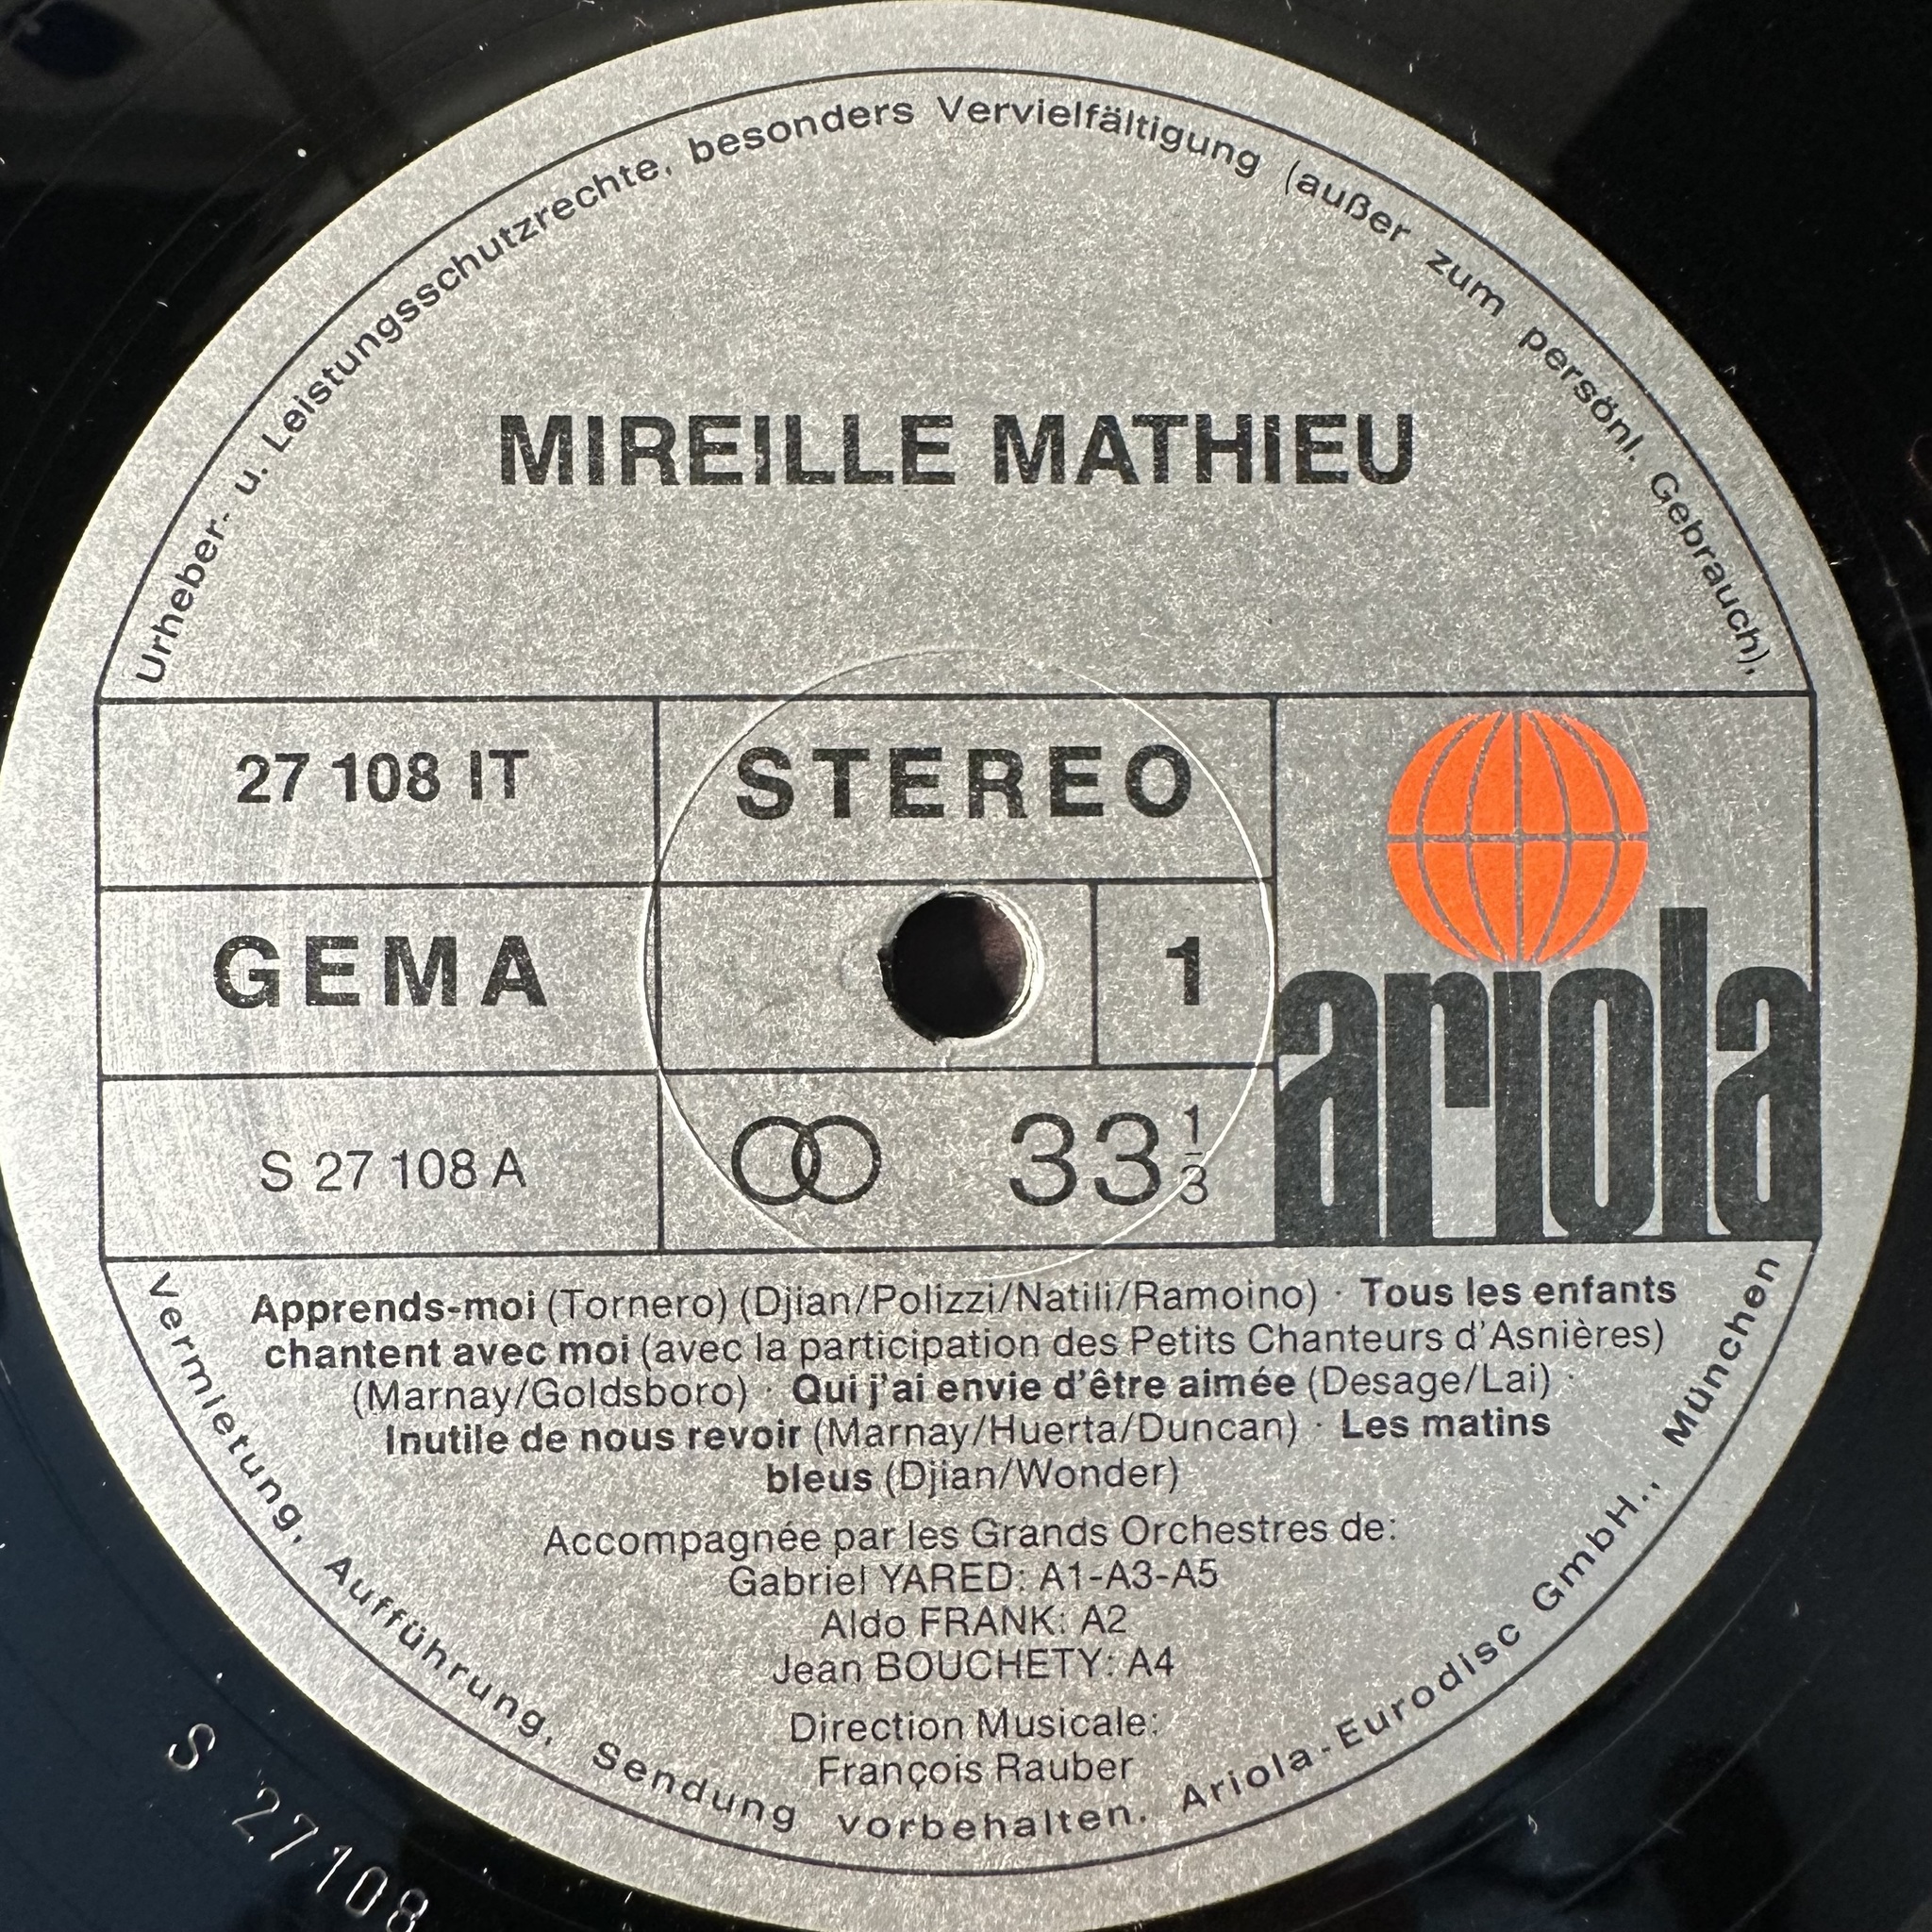 Urheber- u. Leistungsschutzrechte, besonders Vervielfältigung (außer zum persönl. Gebrauch),
MIREILLE MATHIEU
27 108 IT
STEREO
GEMA
1
S 27 108 A
33 1/3
ariola
Apprends-moi (Tornero) (Djian/Polizzi/Natili/Ramoino) · Tous les enfants
chantent avec moi (avec la participation des Petits Chanteurs d'Asnières)
(Marnay/Goldsboro) · Qui j'ai envie d'être aimée (Desage/Lai) ·
Inutile de nous revoir (Marnay/Huerta/Duncan) · Les matins
bleus (Djian/Wonder)
Accompagnée par les Grands Orchestres de:
Gabriel YARED: A1-A3-A5
Aldo FRANK: A2
Jean BOUCHETY: A4
Direction Musicale:
François Rauber
Vermietung, Aufführung, Sendung vorbehalten. Ariola-Eurodisc GmbH., München
S 27108